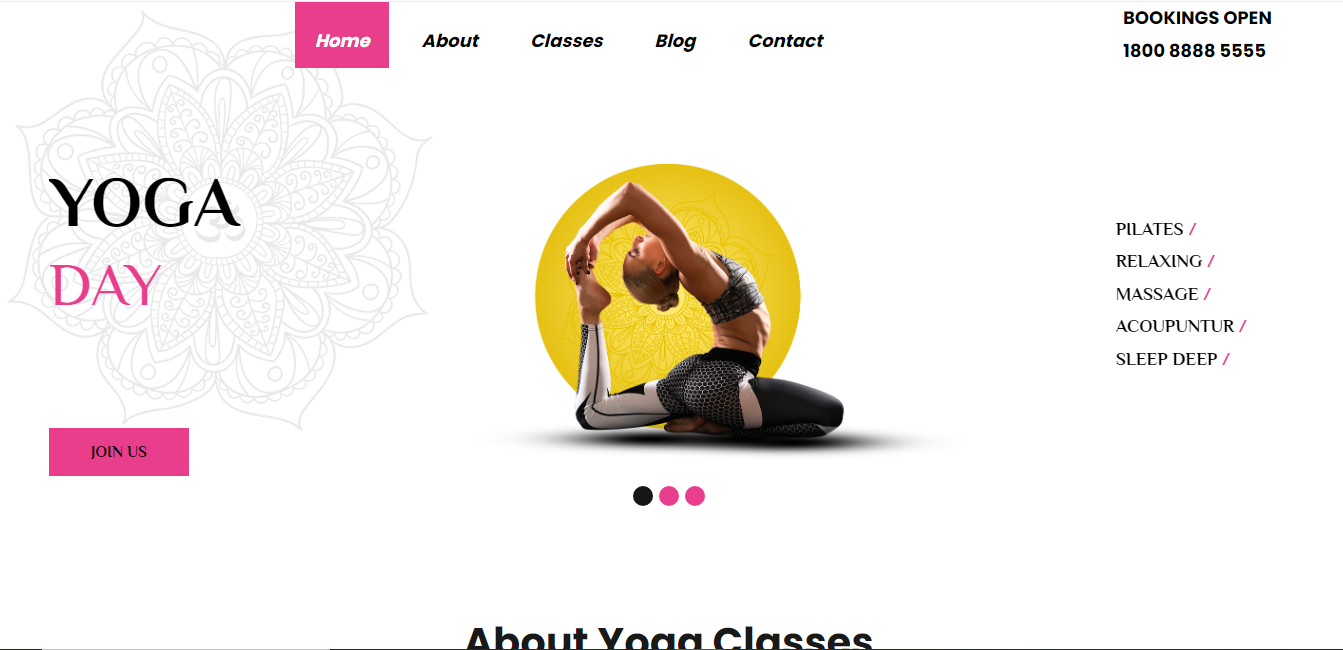 Home About Classes Blog Contact
BOOKINGS OPEN
1800 8888 5555
YOGA
DAY
JOIN US
PILATES /
RELAXING /
MASSAGE /
ACOUPUNTUR /
SLEEP DEEP /
About Yoga Classes